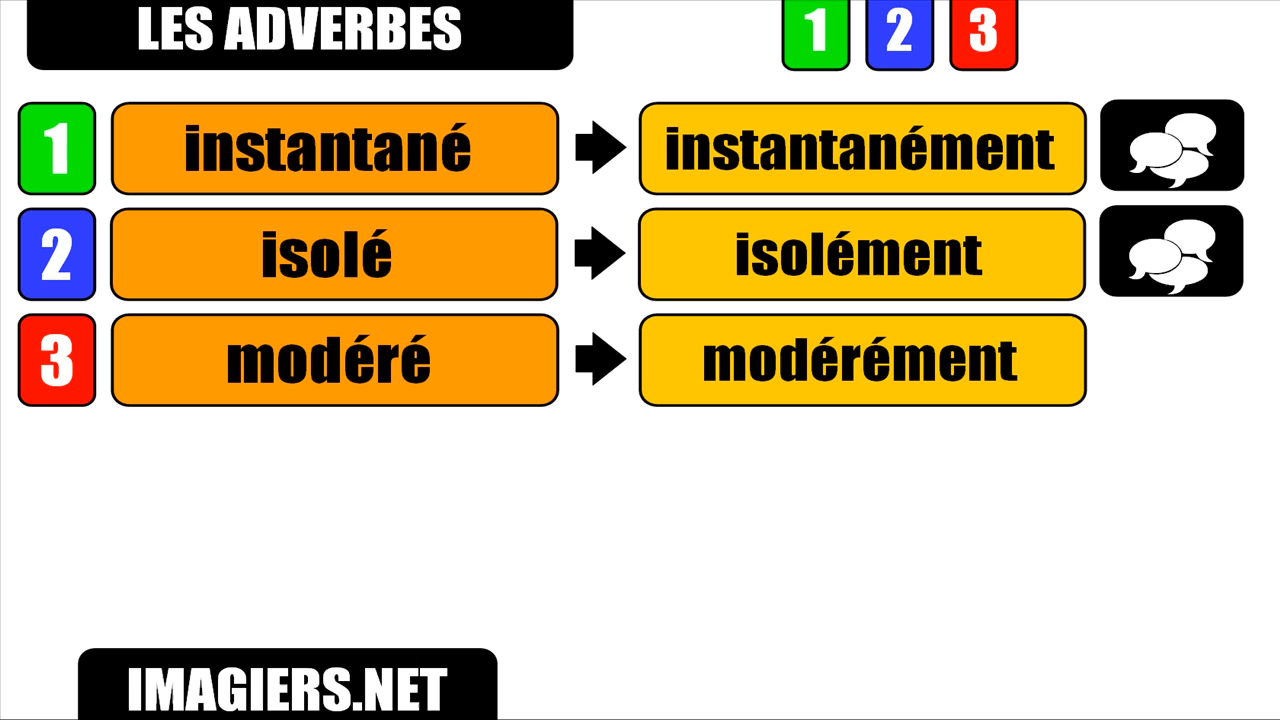 LES ADVERBES
1 2 3
1 instantané instantanément
2 isolé isolément
3 modéré modérément
IMAGIERS.NET